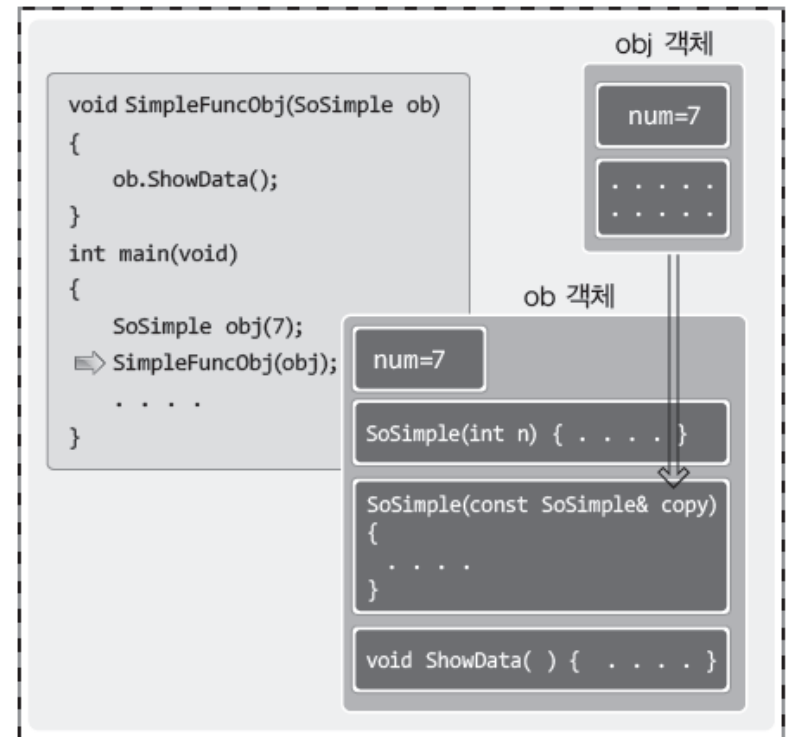 obj 객체
num=7
. . . . .
. . . . .
void SimpleFuncObj(SoSimple ob)
{
ob.ShowData();
}
int main(void)
{
SoSimple obj(7);
SimpleFuncObj(obj);
. . . .
}
ob 객체
num=7
SoSimple(int n) { . . . . }
SoSimple(const SoSimple& copy)
{
. . . .
}
void ShowData( ) { . . . . }